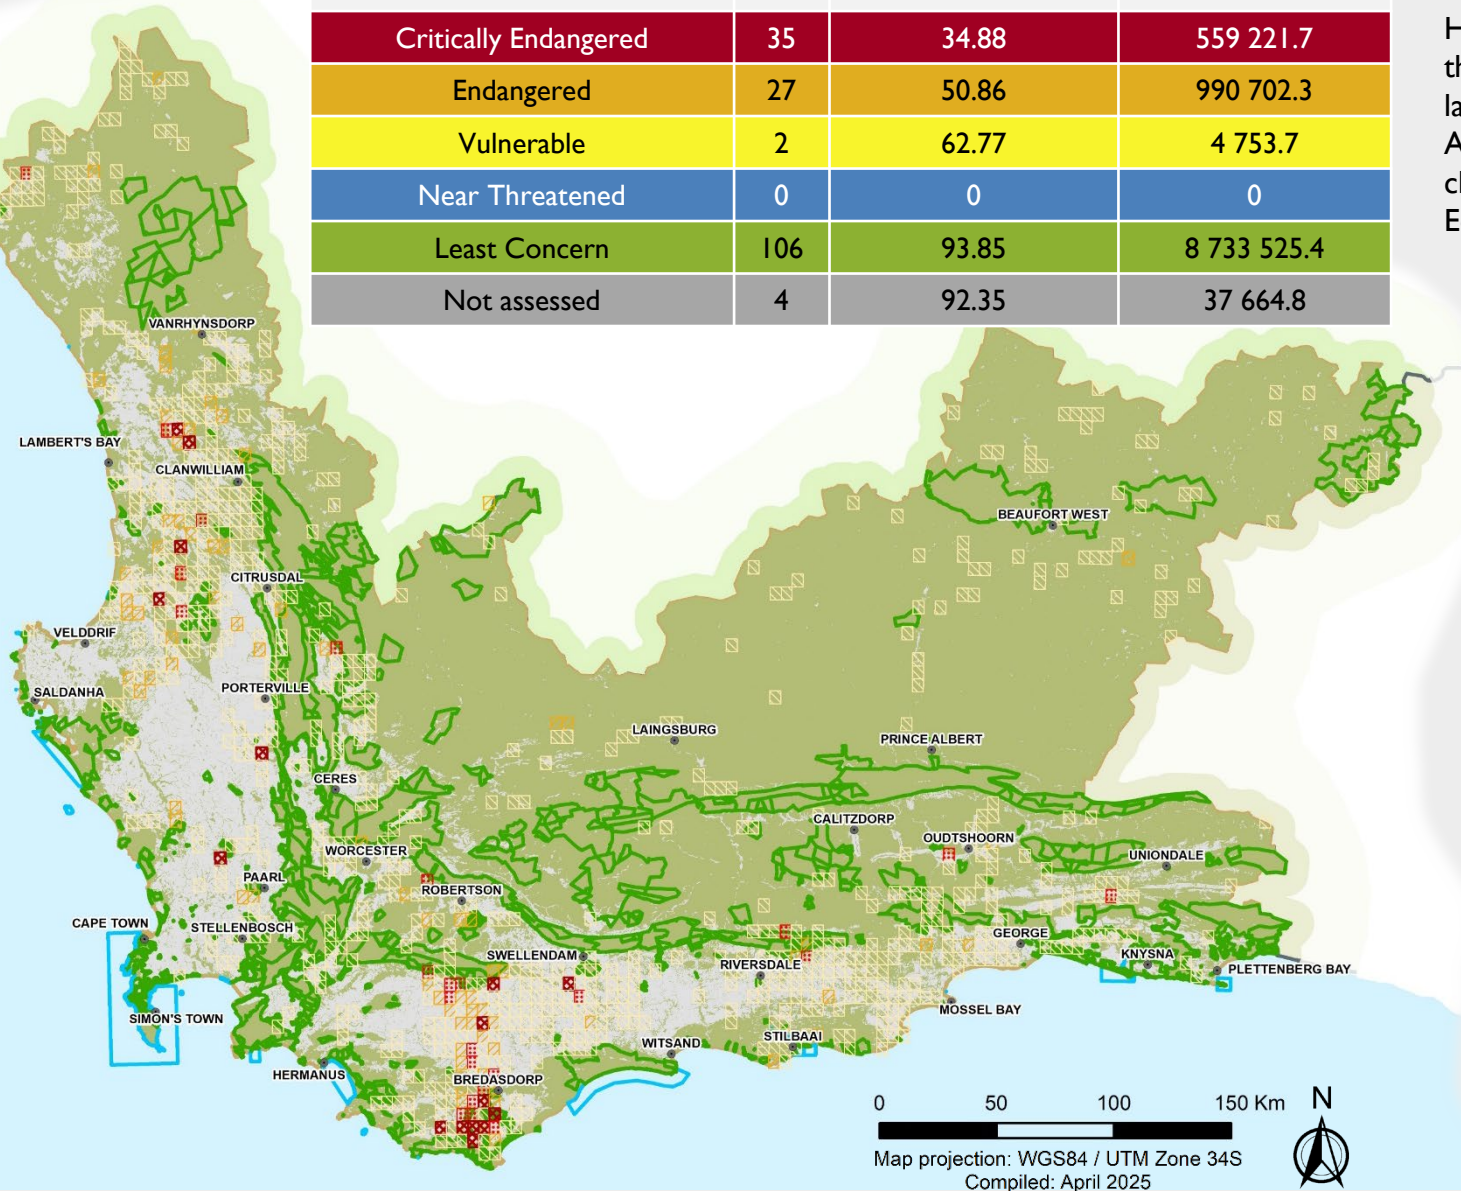 Critically Endangered 35 34.88 559 221.7
Endangered 27 50.86 990 702.3
Vulnerable 2 62.77 4 753.7
Near Threatened 0 0 0
Least Concern 106 93.85 8 733 525.4
Not assessed 4 92.35 37 664.8
VANRHYNSDORP
LAMBERT'S BAY
CLANWILLIAM
BEAUFORT WEST
CITRUSDAL
VELDDRIF
SALDANHA
PORTERVILLE
LAINGSBURG
PRINCE ALBERT
CERES
CALITZDORP
OUDTSHOORN
WORCESTER
UNIONDALE
PAARL
ROBERTSON
CAPE TOWN
STELLENBOSCH
GEORGE
SWELLENDAM
KNYSNA
RIVERSDALE
PLETTENBERG BAY
MOSSEL BAY
SIMON'S TOWN
STILBAAI
WITSAND
HERMANUS
BREDASDORP
0 50 100 150 Km N
Map projection: WGS84 / UTM Zone 34S
Compiled: April 2025